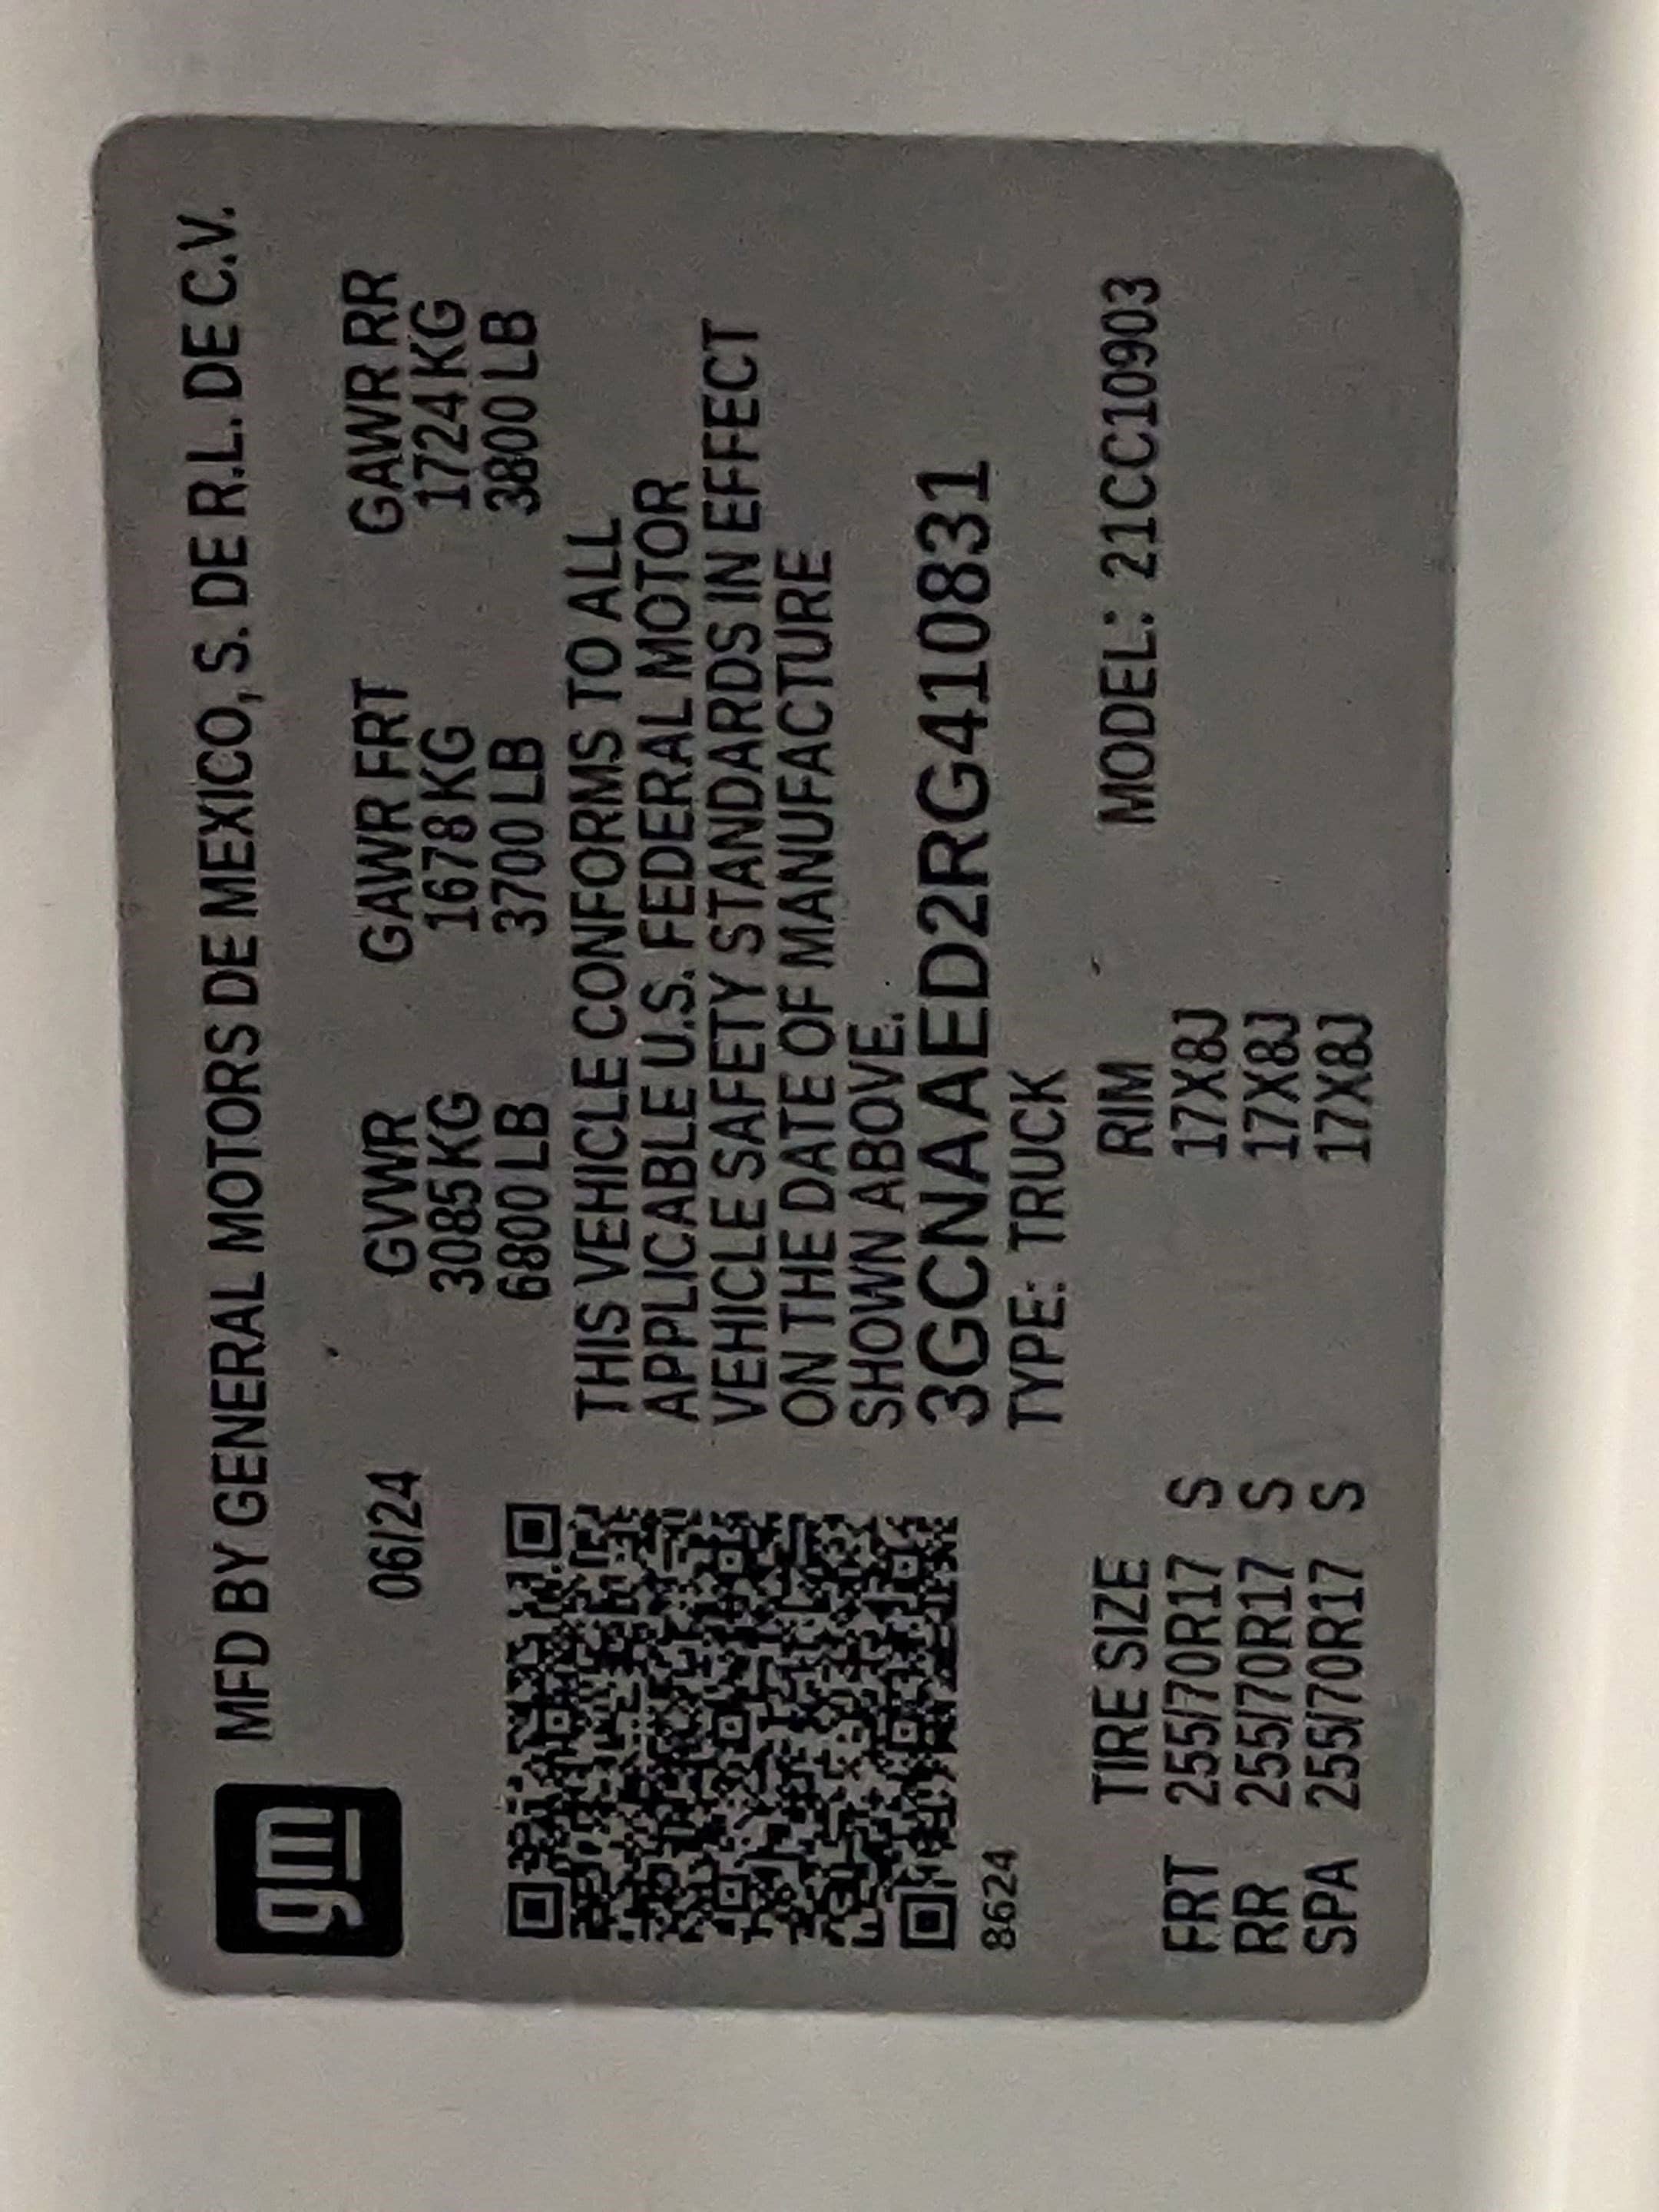 gm
MFD BY GENERAL MOTORS DE MEXICO, S. DE R.L. DE C.V.
06/24 GVWR GAWR FRT GAWR RR
3085 KG 1678 KG 1724 KG
6800 LB 3700 LB 3800 LB
THIS VEHICLE CONFORMS TO ALL
APPLICABLE U.S. FEDERAL MOTOR
VEHICLE SAFETY STANDARDS IN EFFECT
ON THE DATE OF MANUFACTURE
SHOWN ABOVE.
3GCNAAED2RG410831
8624 TYPE: TRUCK
TIRE SIZE RIM MODEL: 21CC10903
FRT 255/70R17 S 17X8J
RR 255/70R17 S 17X8J
SPA 255/70R17 S 17X8J